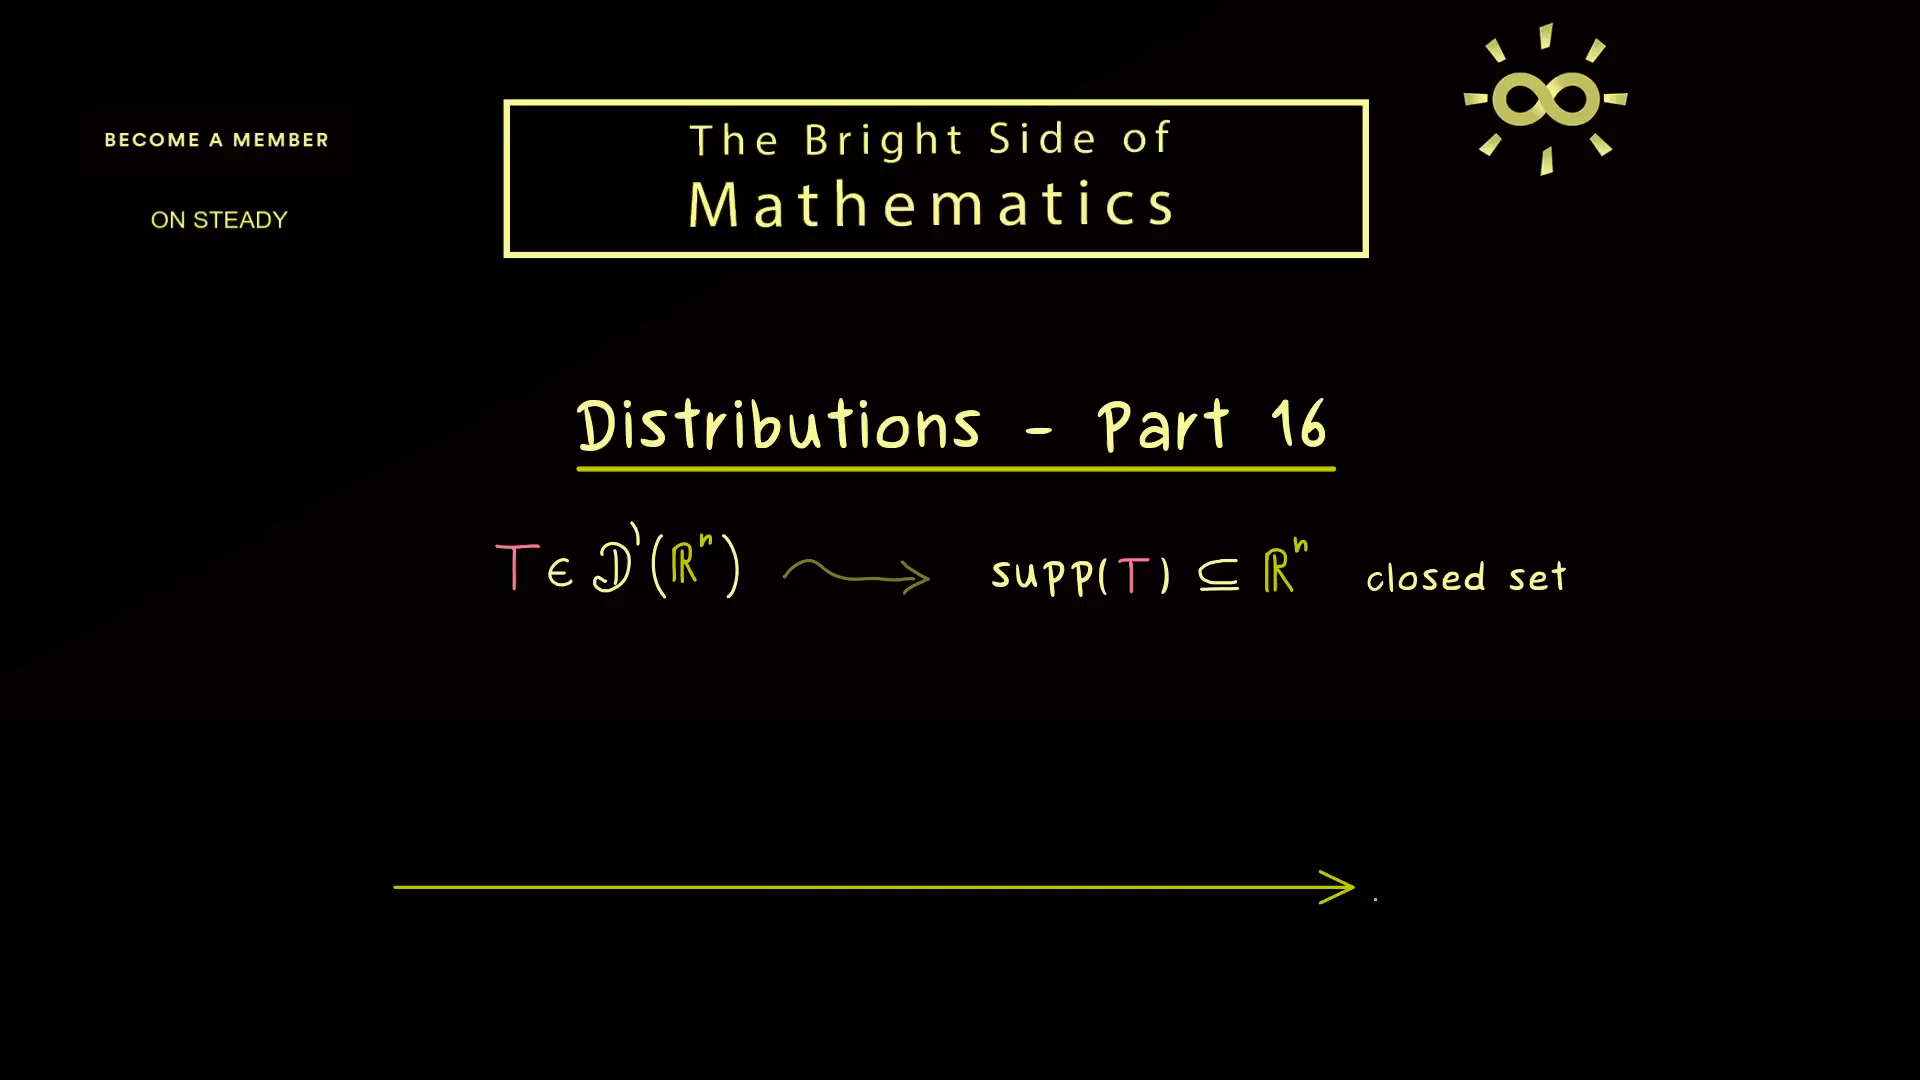 BECOME A MEMBER
ON STEADY
The Bright Side of
Mathematics
Distributions - Part 16
T ∈ 𝒟'(ℝⁿ) ⟿ supp(T) ⊆ ℝⁿ closed set